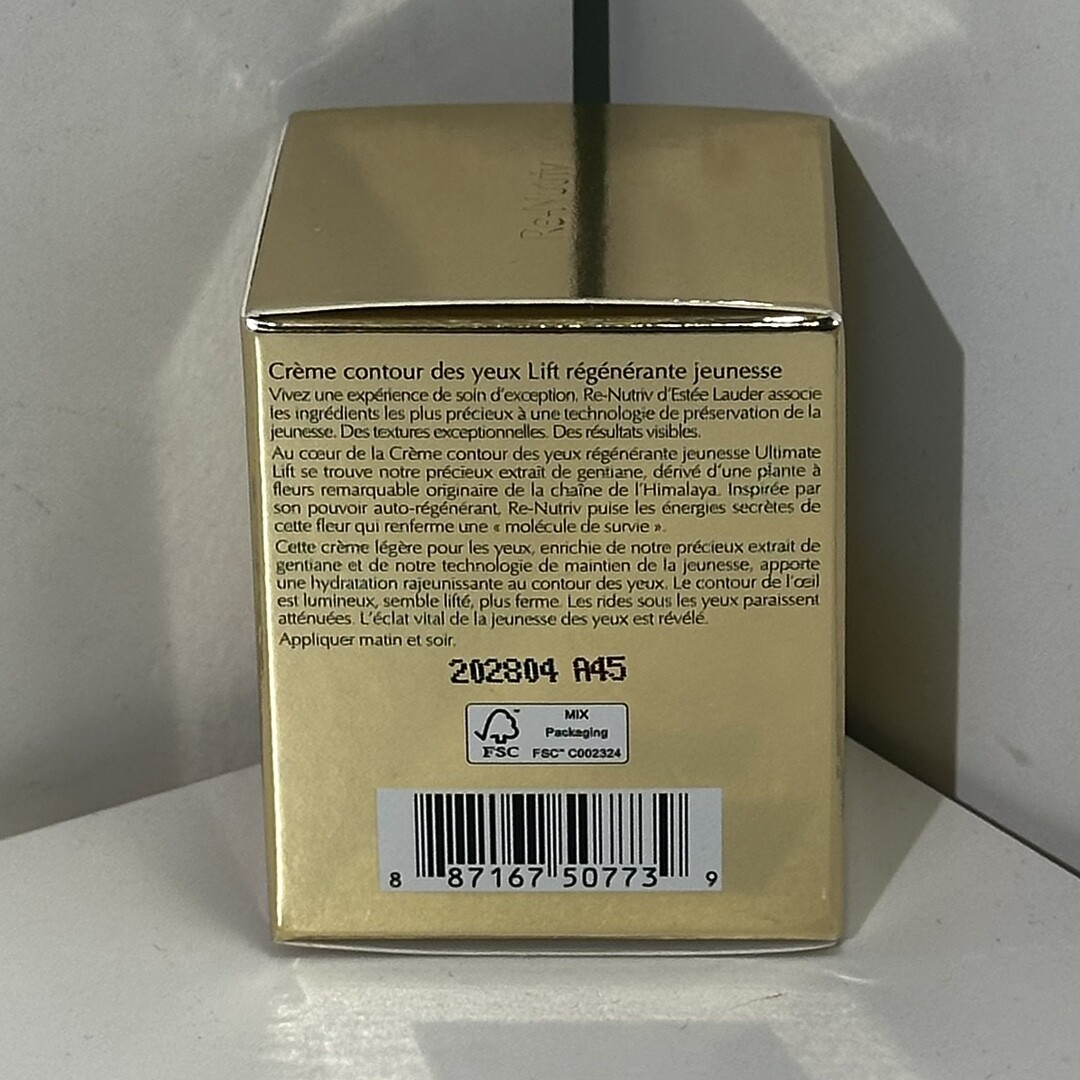 Re-Nutriv
Crème contour des yeux Lift régénérante jeunesse
Vivez une expérience de soin d'exception, Re-Nutriv d'Estée Lauder associe
les ingrédients les plus précieux à une technologie de préservation de la
jeunesse. Des textures exceptionnelles. Des résultats visibles.
Au cœur de la Crème contour des yeux régénérante jeunesse Ultimate
Lift se trouve notre précieux extrait de gentiane, dérivé d'une plante à
fleurs remarquable originaire de la chaîne de l'Himalaya. Inspirée par
son pouvoir auto-régénérant, Re-Nutriv puise les énergies secrètes de
cette fleur qui renferme une « molécule de survie ».
Cette crème légère pour les yeux, enrichie de notre précieux extrait de
gentiane et de notre technologie de maintien de la jeunesse, apporte
une hydratation rajeunissante au contour des yeux. Le contour de l'œil
est lumineux, semble lifté, plus ferme. Les rides sous les yeux paraissent
atténuées. L'éclat vital de la jeunesse des yeux est révélé.
Appliquer matin et soir.
202804 A45
MIX
Packaging
FSC FSC™ C002324
8 87167 50773 9